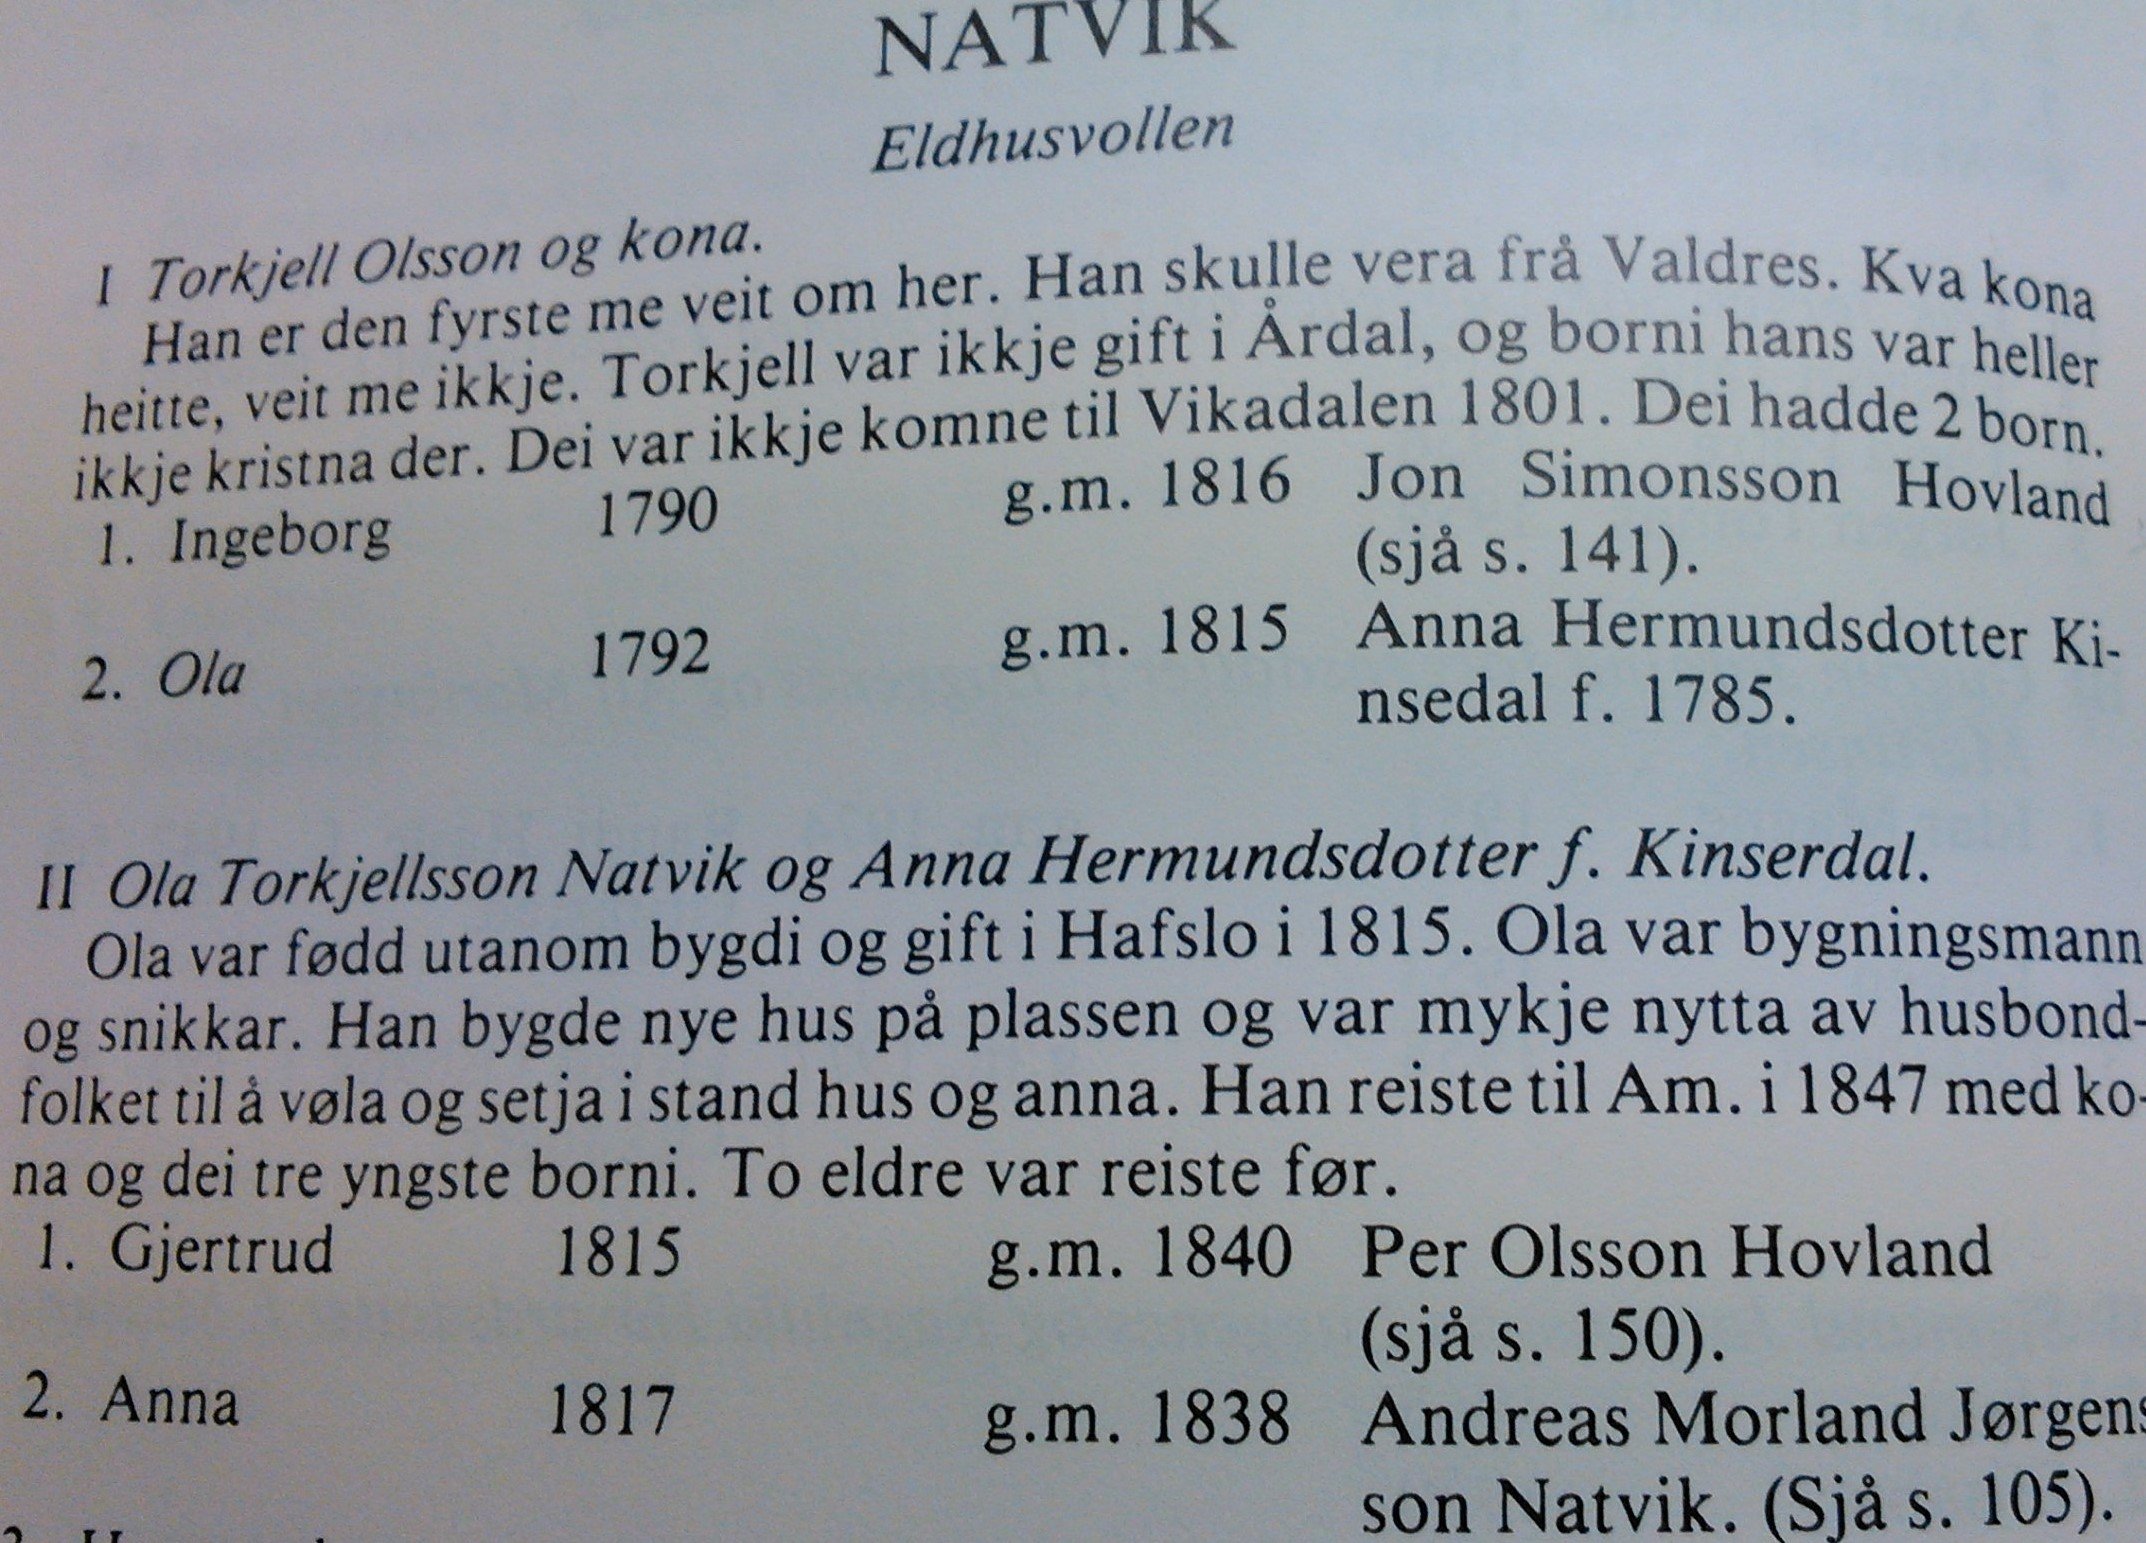 NATVIK
Eldhusvollen
I Torkjell Olsson og kona.
Han er den fyrste me veit om her. Han skulle vera frå Valdres. Kva kona
heitte, veit me ikkje. Torkjell var ikkje gift i Årdal, og borni hans var heller
ikkje kristna der. Dei var ikkje komne til Vikadalen 1801. Dei hadde 2 born.
1. Ingeborg 1790 g.m. 1816 Jon Simonsson Hovland
(sjå s. 141).
2. Ola 1792 g.m. 1815 Anna Hermundsdotter Ki-
nsedal f. 1785.
II Ola Torkjellsson Natvik og Anna Hermundsdotter f. Kinserdal.
Ola var fødd utanom bygdi og gift i Hafslo i 1815. Ola var bygningsmann
og snikkar. Han bygde nye hus på plassen og var mykje nytta av husbond-
folket til å vøla og setja i stand hus og anna. Han reiste til Am. i 1847 med ko-
na og dei tre yngste borni. To eldre var reiste før.
1. Gjertrud 1815 g.m. 1840 Per Olsson Hovland
(sjå s. 150).
2. Anna 1817 g.m. 1838 Andreas Morland Jørgens
son Natvik. (Sjå s. 105).